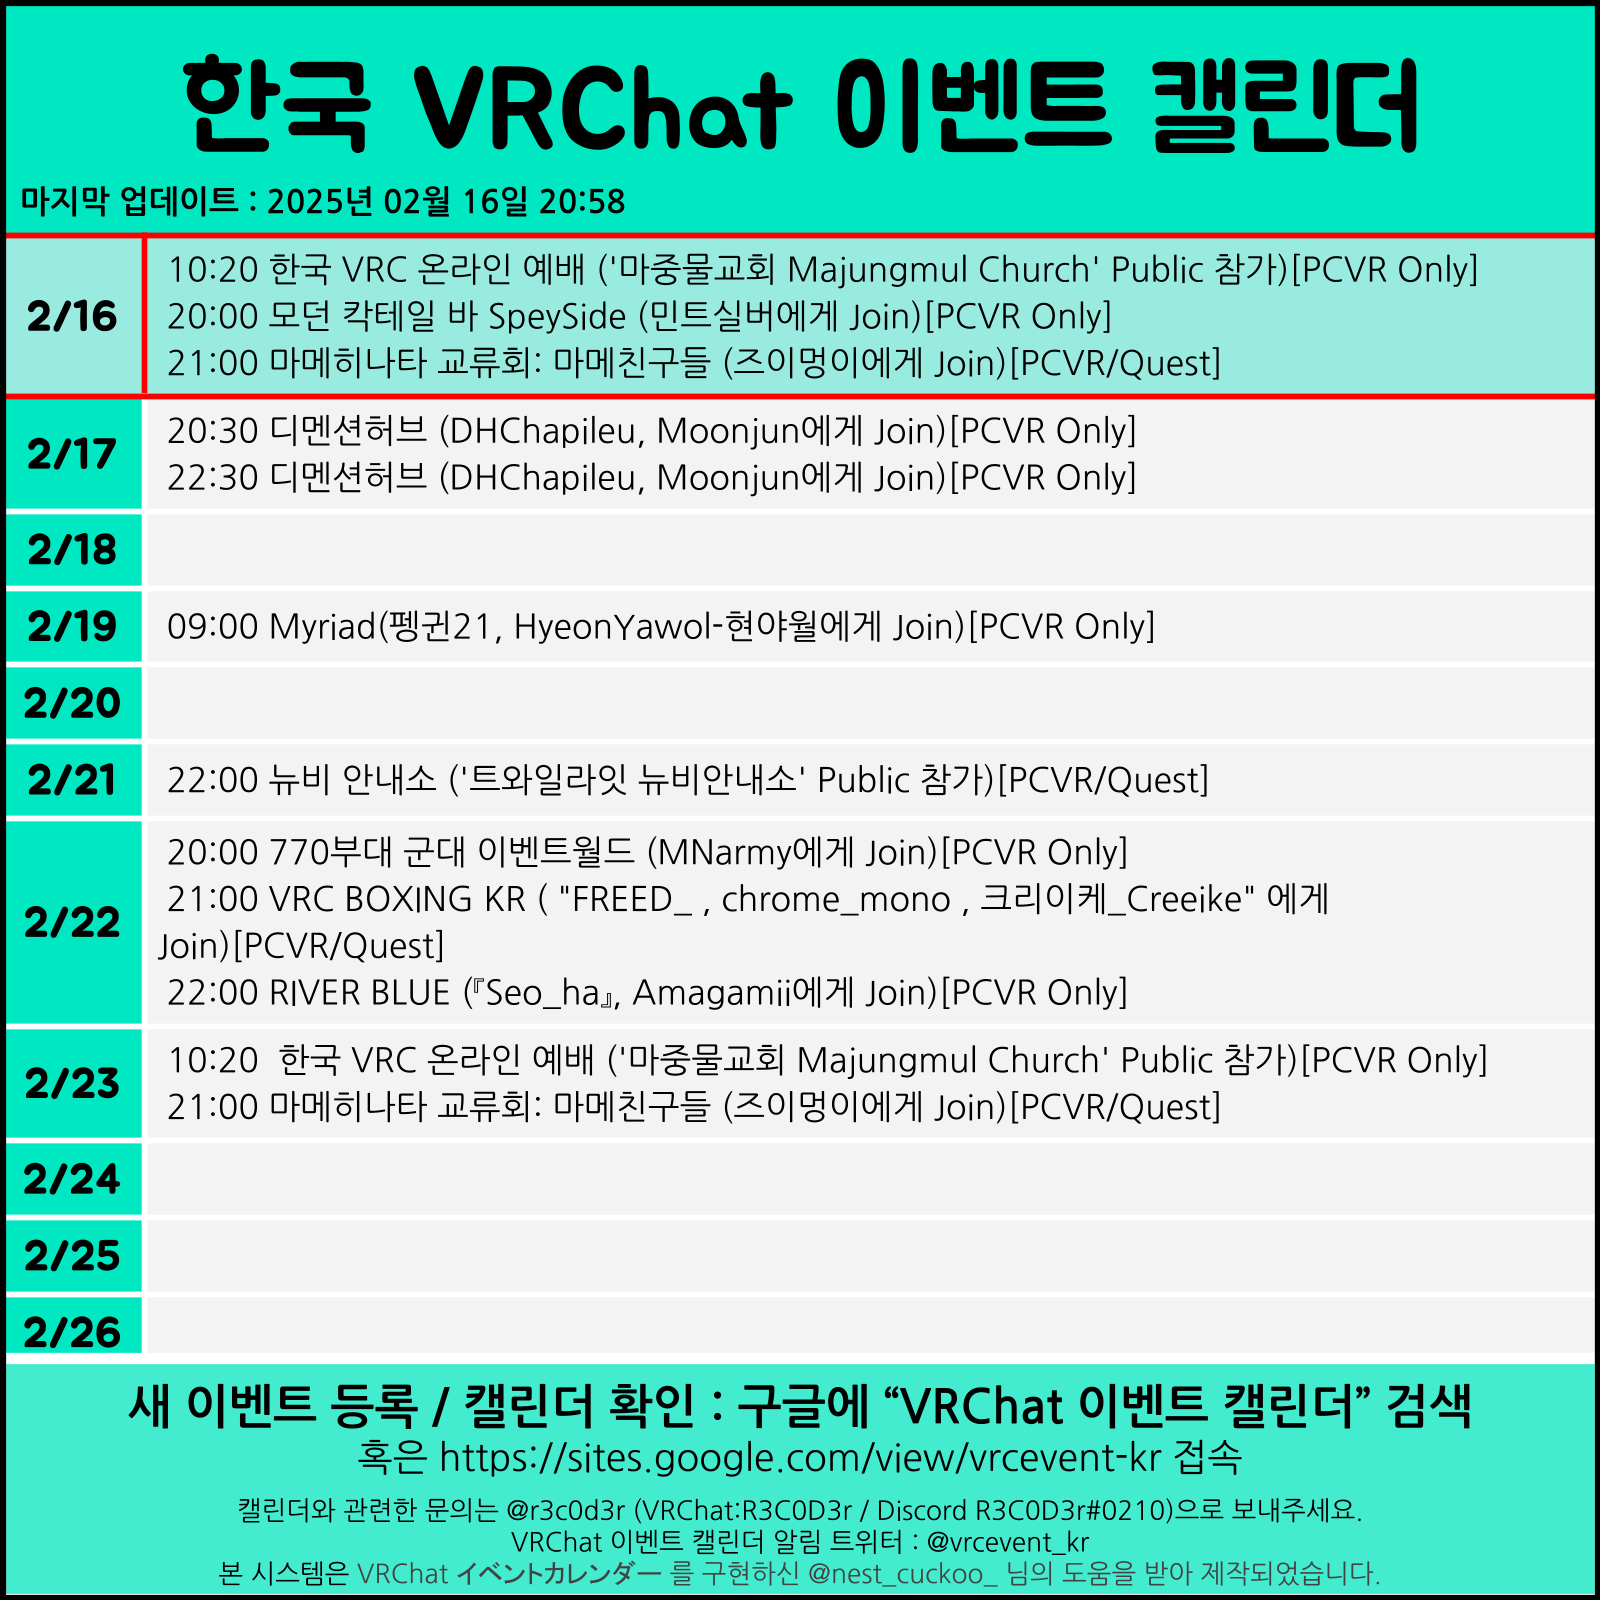 한국 VRChat 이벤트 캘린더
마지막 업데이트 : 2025년 02월 16일 20:58
2/16
10:20 한국 VRC 온라인 예배 ('마중물교회 Majungmul Church' Public 참가)[PCVR Only]
20:00 모던 칵테일 바 SpeySide (민트실버에게 Join)[PCVR Only]
21:00 마메히나타 교류회: 마메친구들 (즈이멍이에게 Join)[PCVR/Quest]
2/17
20:30 디멘션허브 (DHChapileu, Moonjun에게 Join)[PCVR Only]
22:30 디멘션허브 (DHChapileu, Moonjun에게 Join)[PCVR Only]
2/18
2/19
09:00 Myriad(펭귄21, HyeonYawol-현야월에게 Join)[PCVR Only]
2/20
2/21
22:00 뉴비 안내소 ('트와일라잇 뉴비안내소' Public 참가)[PCVR/Quest]
2/22
20:00 770부대 군대 이벤트월드 (MNarmy에게 Join)[PCVR Only]
21:00 VRC BOXING KR ( "FREED_ , chrome_mono , 크리이케_Creeike" 에게
Join)[PCVR/Quest]
22:00 RIVER BLUE (『Seo_ha』, Amagamii에게 Join)[PCVR Only]
2/23
10:20  한국 VRC 온라인 예배 ('마중물교회 Majungmul Church' Public 참가)[PCVR Only]
21:00 마메히나타 교류회: 마메친구들 (즈이멍이에게 Join)[PCVR/Quest]
2/24
2/25
2/26
새 이벤트 등록 / 캘린더 확인 : 구글에 “VRChat 이벤트 캘린더” 검색
혹은 https://sites.google.com/view/vrcevent-kr 접속
캘린더와 관련한 문의는 @r3c0d3r (VRChat:R3C0D3r / Discord R3C0D3r#0210)으로 보내주세요.
VRChat 이벤트 캘린더 알림 트위터 : @vrcevent_kr
본 시스템은 VRChat イベントカレンダー 를 구현하신 @nest_cuckoo_ 님의 도움을 받아 제작되었습니다.